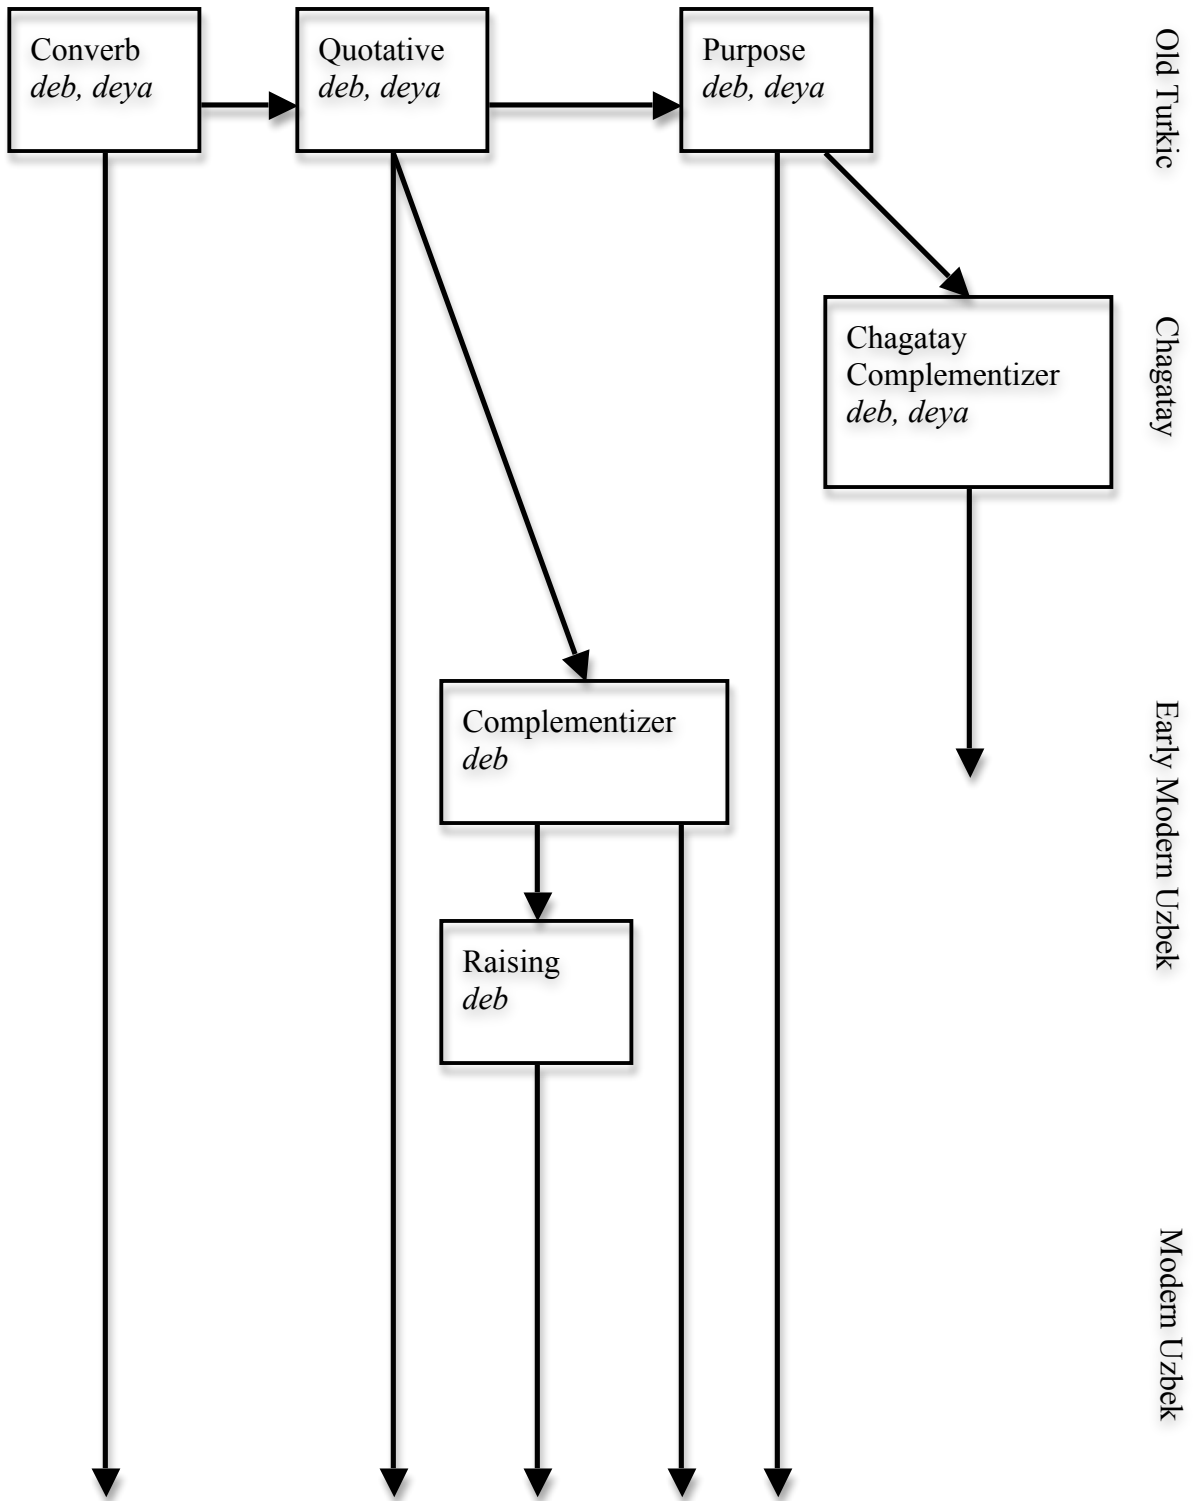 Converb
deb, deya
Quotative
deb, deya
Purpose
deb, deya
Old Turkic
Chagatay
Complementizer
deb, deya
Chagatay
Complementizer
deb
Early Modern Uzbek
Raising
deb
Modern Uzbek